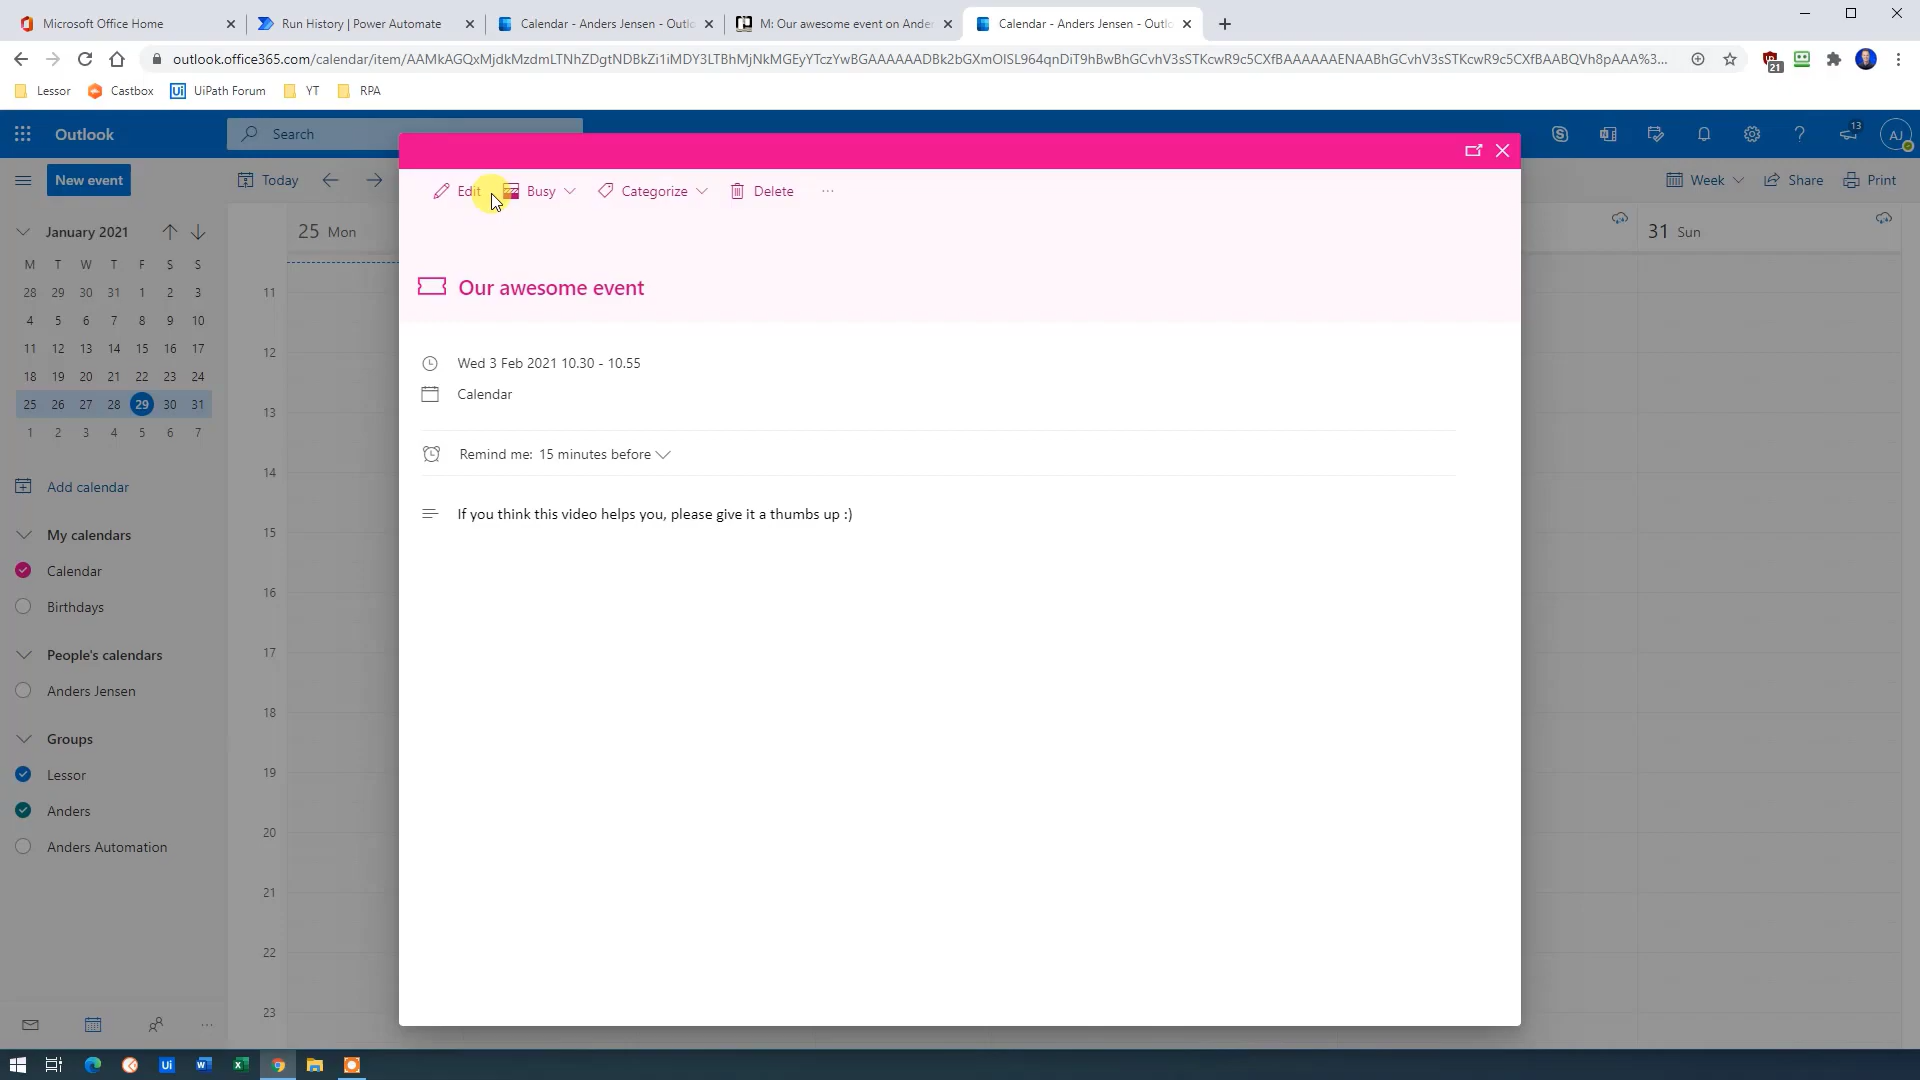 Microsoft Office Home
Run History | Power Automate
Calendar - Anders Jensen - Outlo
M: Our awesome event on Ande
Calendar - Anders Jensen - Outlo
Lessor
Castbox
Ui
UiPath Forum
YT
RPA
21
Outlook
Search
13
AJ
New event
Today
Edit
Busy
Categorize
Delete
...
Week
Share
Print
January 2021
25 Mon
31 Sun
M T W T F S S
28 29 30 31 1 2 3
4 5 6 7 8 9 10
11 12 13 14 15 16 17
18 19 20 21 22 23 24
25 26 27 28 29 30 31
1 2 3 4 5 6 7
Our awesome event
Wed 3 Feb 2021 10.30 - 10.55
Calendar
Remind me: 15 minutes before
If you think this video helps you, please give it a thumbs up :)
Add calendar
My calendars
Calendar
Birthdays
People's calendars
Anders Jensen
Groups
Lessor
Anders
Anders Automation
11
12
13
14
15
16
17
18
19
20
21
22
23
...
Ui